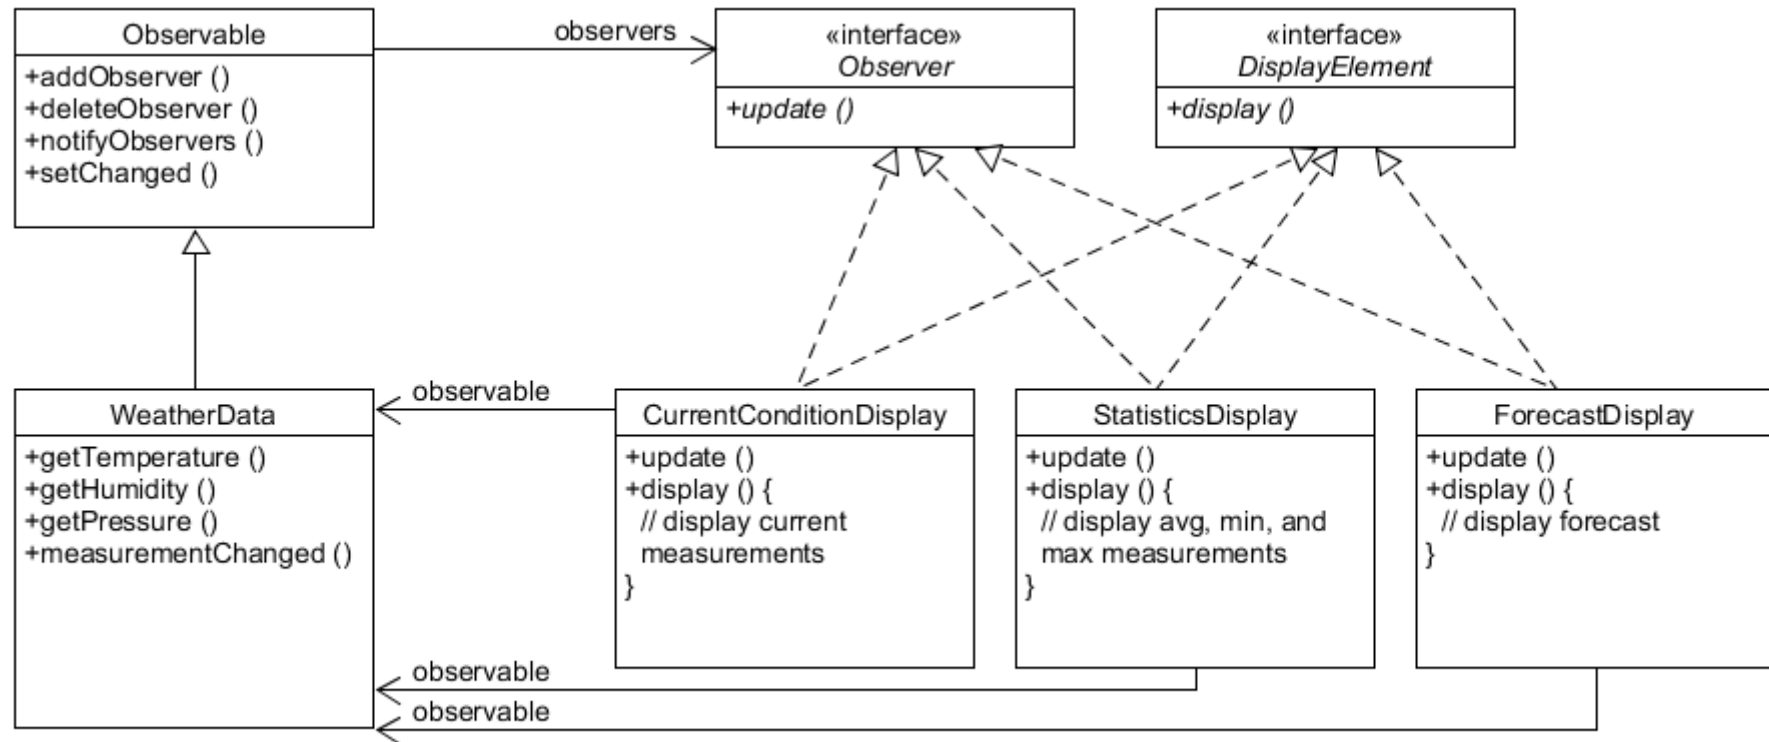 Observable
+addObserver ()
+deleteObserver ()
+notifyObservers ()
+setChanged ()
observers
«interface»
Observer
+update ()
«interface»
DisplayElement
+display ()
WeatherData
+getTemperature ()
+getHumidity ()
+getPressure ()
+measurementChanged ()
observable
CurrentConditionDisplay
+update ()
+display () {
// display current
measurements
}
StatisticsDisplay
+update ()
+display () {
// display avg, min, and
max measurements
}
ForecastDisplay
+update ()
+display () {
// display forecast
}
observable
observable